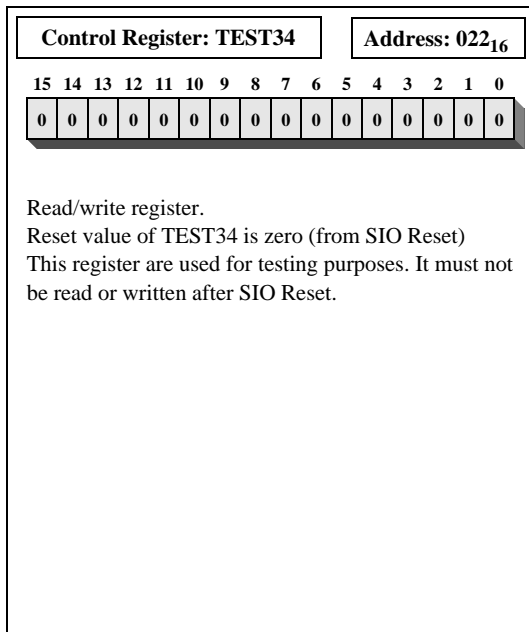 Control Register: TEST34 Address: 022₁₆
15 14 13 12 11 10 9 8 7 6 5 4 3 2 1 0
0 0 0 0 0 0 0 0 0 0 0 0 0 0 0 0
Read/write register.
Reset value of TEST34 is zero (from SIO Reset)
This register are used for testing purposes. It must not
be read or written after SIO Reset.